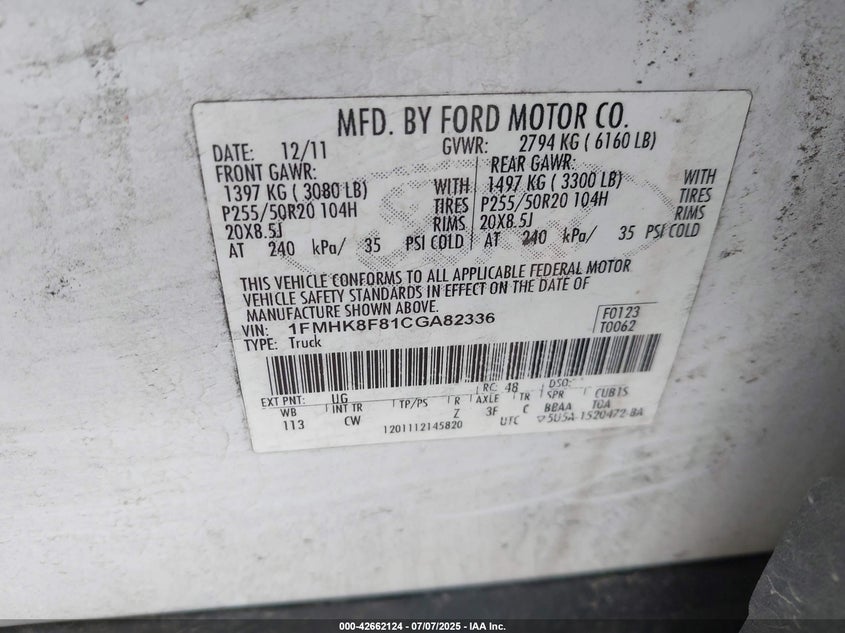 MFD. BY FORD MOTOR CO.
DATE: 12/11 GVWR: 2794 KG ( 6160 LB)
FRONT GAWR: REAR GAWR:
1397 KG ( 3080 LB) WITH 1497 KG ( 3300 LB) WITH
P255/50R20 104H TIRES P255/50R20 104H TIRES
20X8.5J RIMS 20X8.5J RIMS
AT 240 kPa/ 35 PSI COLD AT 240 kPa/ 35 PSI COLD
THIS VEHICLE CONFORMS TO ALL APPLICABLE FEDERAL MOTOR
VEHICLE SAFETY STANDARDS IN EFFECT ON THE DATE OF
MANUFACTURE SHOWN ABOVE.
VIN: 1FMHK8F81CGA82336 F0123
TYPE: Truck T0062
EXT PNT: UG RC: 48 DSO:
WB INT TR TP/PS R AXLE TR SPR CUB1S
113 CW Z 3F C BBAA TCA
1201112145820 UTC 5U5A-1520472-BA
000-42662124 | 07/07/2025 - IAA Inc.